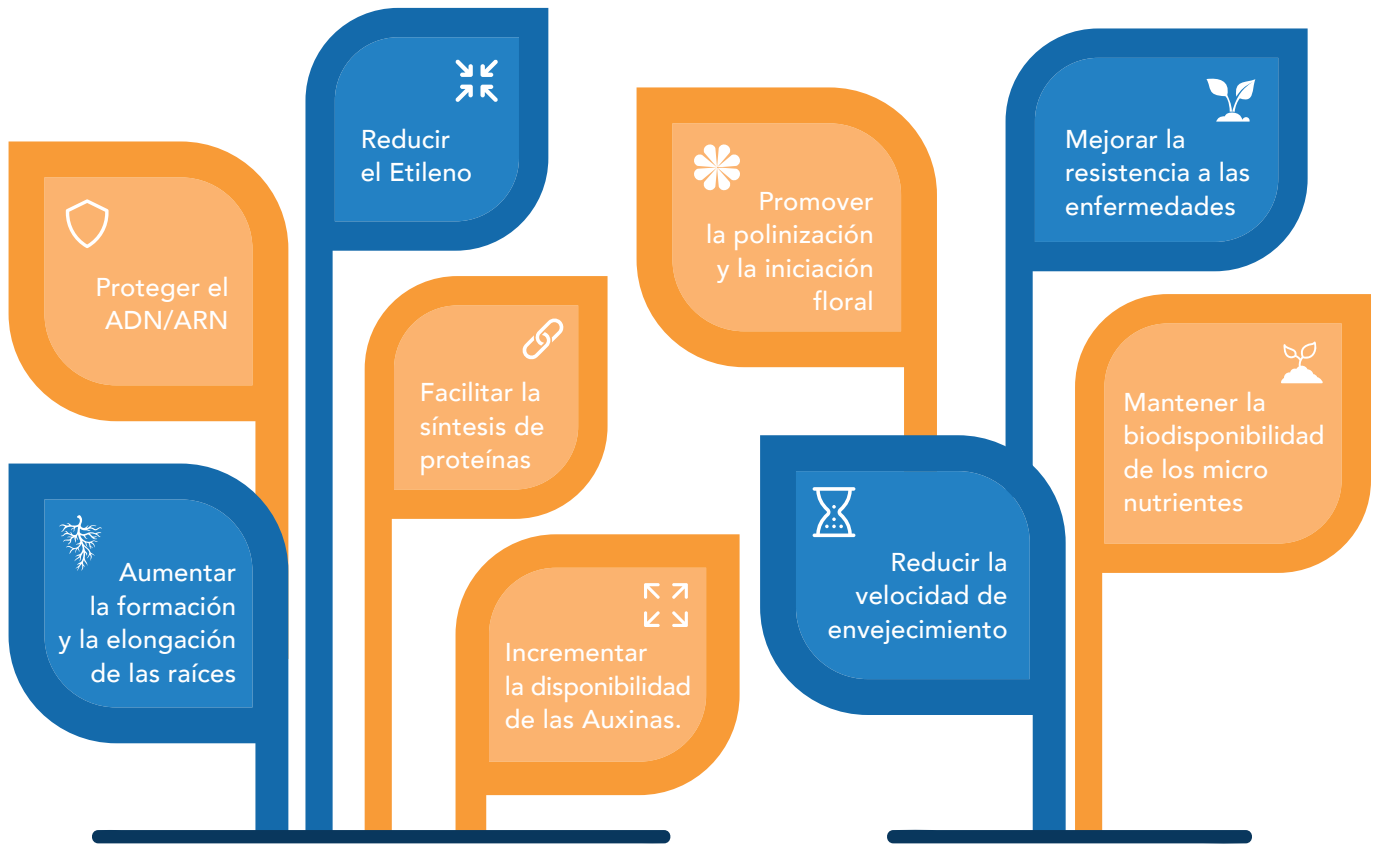 Reducir
el Etileno
Proteger el
ADN/ARN
Facilitar la
síntesis de
proteínas
Aumentar
la formación
y la elongación
de las raíces
Incrementar
la disponibilidad
de las Auxinas.
Promover
la polinización
y la iniciación
floral
Mejorar la
resistencia a las
enfermedades
Mantener la
biodisponibilidad
de los micro
nutrientes
Reducir la
velocidad de
envejecimiento